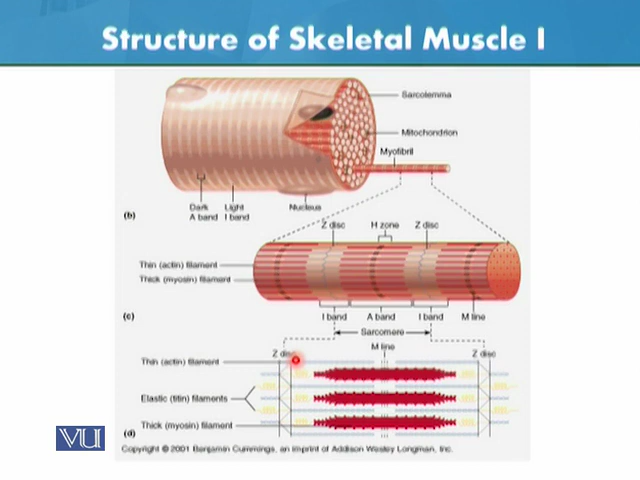 Structure of Skeletal Muscle I
Sarcolemma
Mitochondrion
Myofibril
Dark
A band
Light
I band
Nucleus
(b)
Z disc
H zone
Z disc
Thin (actin) filament
Thick (myosin) filament
(c)
I band
A band
I band
M line
Sarcomere
M line
Z disc
Z disc
Thin (actin) filament
Elastic (titin) filaments
Thick (myosin) filament
(d)
VU
Copyright © 2001 Benjamin Cummings, an imprint of Addison Wesley Longman, Inc.